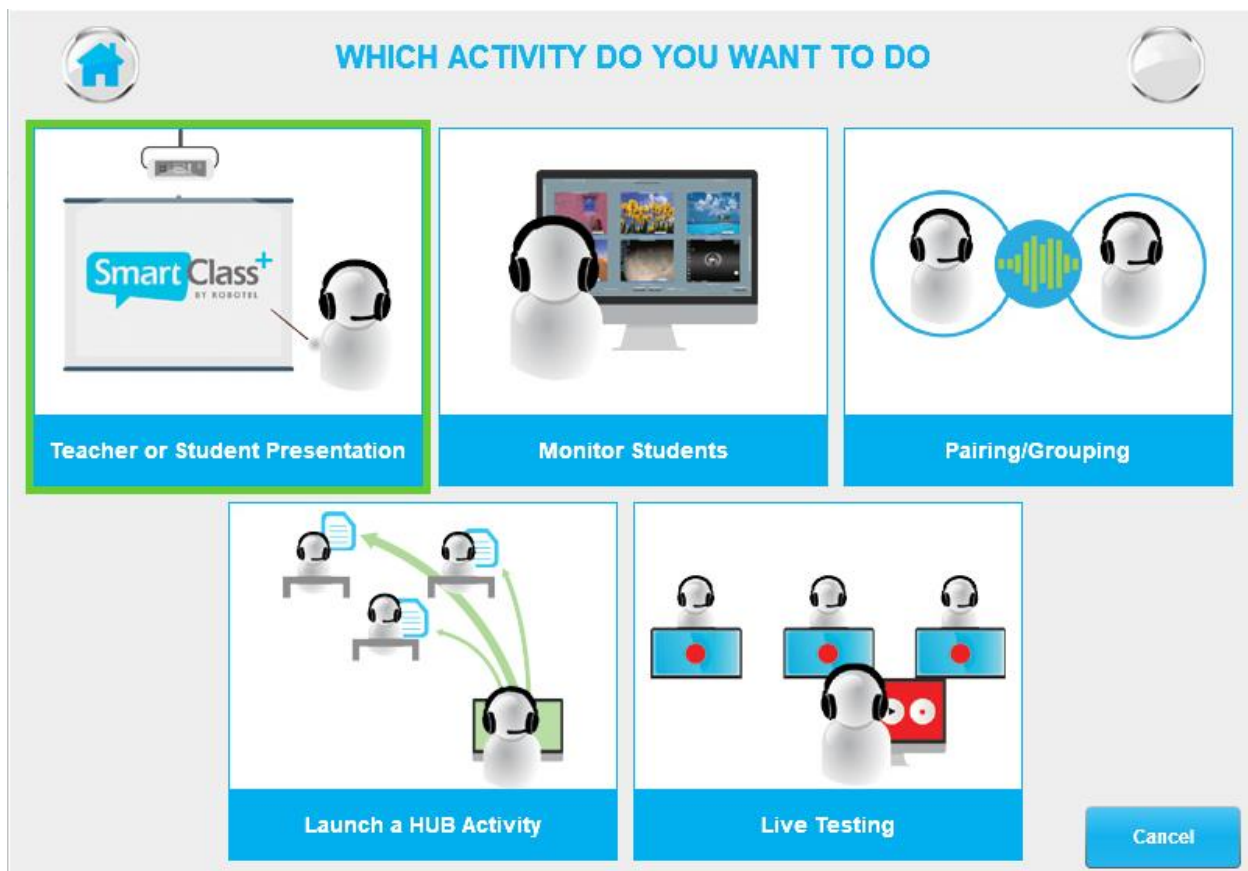 WHICH ACTIVITY DO YOU WANT TO DO
SmartClass+
BY ROBOTEL
Teacher or Student Presentation
Monitor Students
Pairing/Grouping
Launch a HUB Activity
Live Testing
Cancel